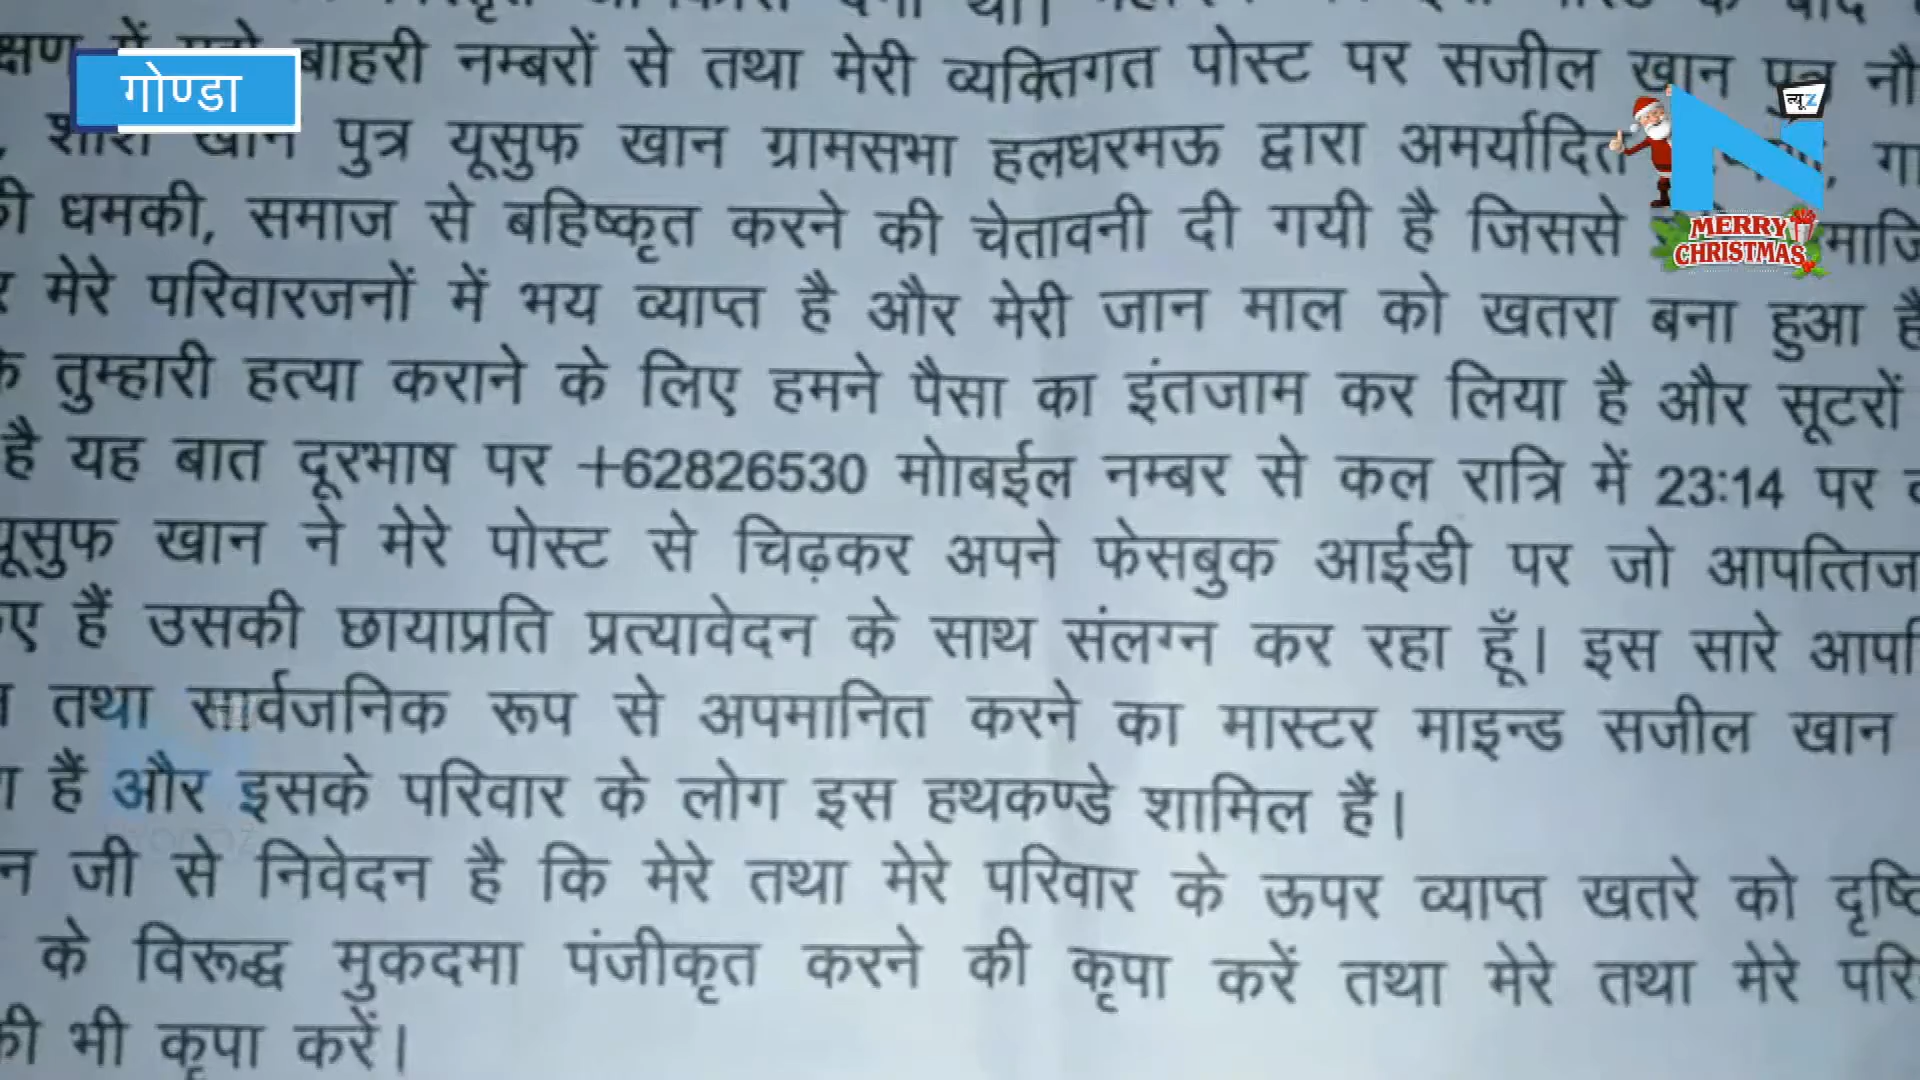 क्षण में बाहरी नम्बरों से तथा मेरी व्यक्तिगत पोस्ट पर सजील खान पुत्र नौ
खान पुत्र यूसुफ खान ग्रामसभा हलधरमऊ द्वारा अमर्यादित
की धमकी, समाज से बहिष्कृत करने की चेतावनी दी गयी है जिससे
मेरे परिवारजनों में भय व्याप्त है और मेरी जान माल को खतरा बना हुआ है
तुम्हारी हत्या कराने के लिए हमने पैसा का इंतजाम कर लिया है और सूटरों
है यह बात दूरभाष पर +62826530 मोाबईल नम्बर से कल रात्रि में 23:14 पर
यूसुफ खान ने मेरे पोस्ट से चिढ़कर अपने फेसबुक आईडी पर जो आपत्तिज
हैं उसकी छायाप्रति प्रत्यावेदन के साथ संलग्न कर रहा हूँ। इस सारे
तथा सार्वजनिक रूप से अपमानित करने का मास्टर माइन्ड सजील खान
हैं और इसके परिवार के लोग इस हथकण्डे शामिल हैं।
जी से निवेदन है कि मेरे तथा मेरे परिवार के ऊपर व्याप्त खतरे को
के विरूद्ध मुकदमा पंजीकृत करने की कृपा करें तथा मेरे तथा मेरे
की भी कृपा करें।
गोण्डा
न्यूZ
MERRY
CHRISTMAS